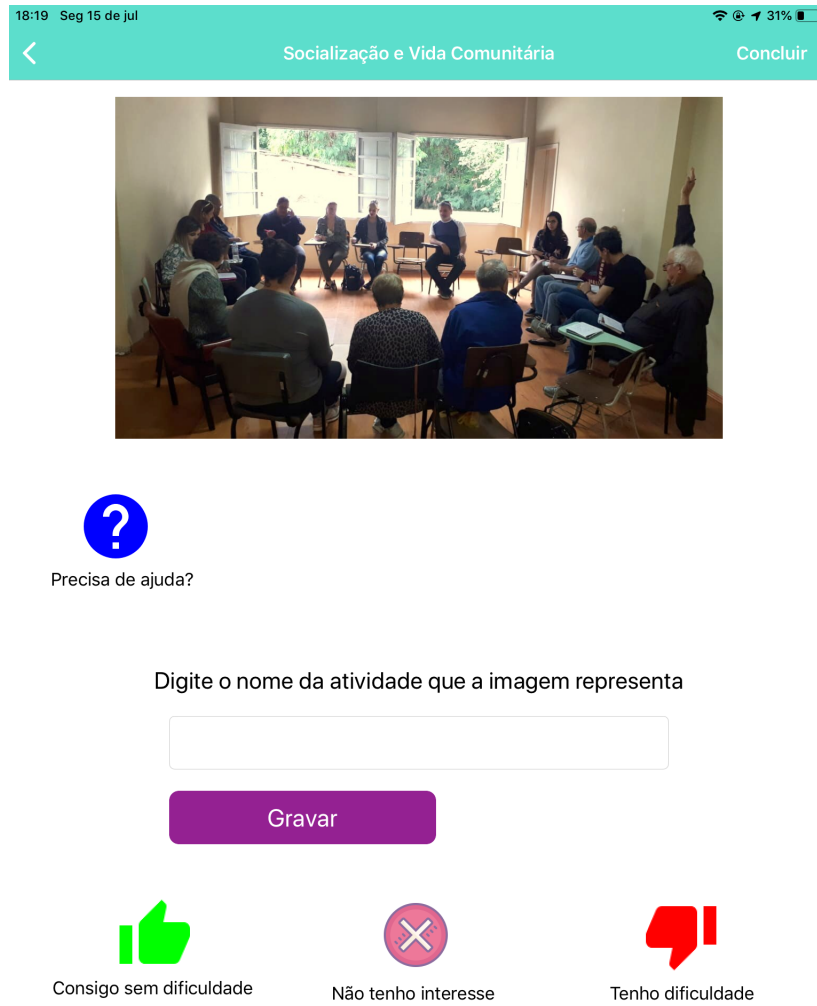 18:19 Seg 15 de jul 31%
Socialização e Vida Comunitária Concluir
Precisa de ajuda?
Digite o nome da atividade que a imagem representa
Gravar
Consigo sem dificuldade Não tenho interesse Tenho dificuldade